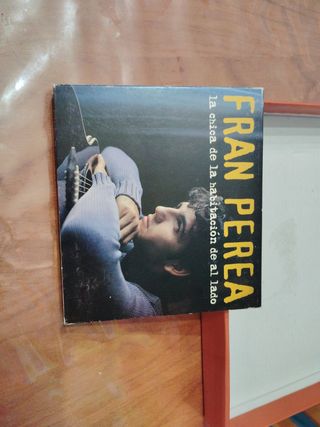 FRAN PEREA
la chica de la habitación de al lado